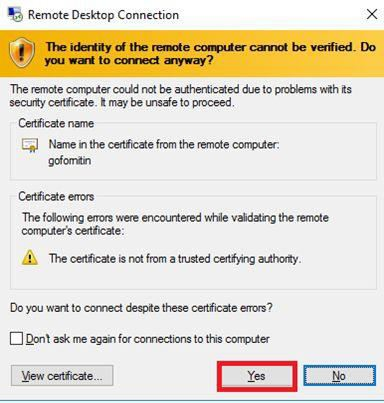 Remote Desktop Connection
The identity of the remote computer cannot be verified. Do
you want to connect anyway?
The remote computer could not be authenticated due to problems with its
security certificate. It may be unsafe to proceed.
Certificate name
Name in the certificate from the remote computer:
gofornitin
Certificate errors
The following errors were encountered while validating the remote
computer's certificate:
The certificate is not from a trusted certifying authority.
Do you want to connect despite these certificate errors?
Don't ask me again for connections to this computer
View certificate...
Yes
No